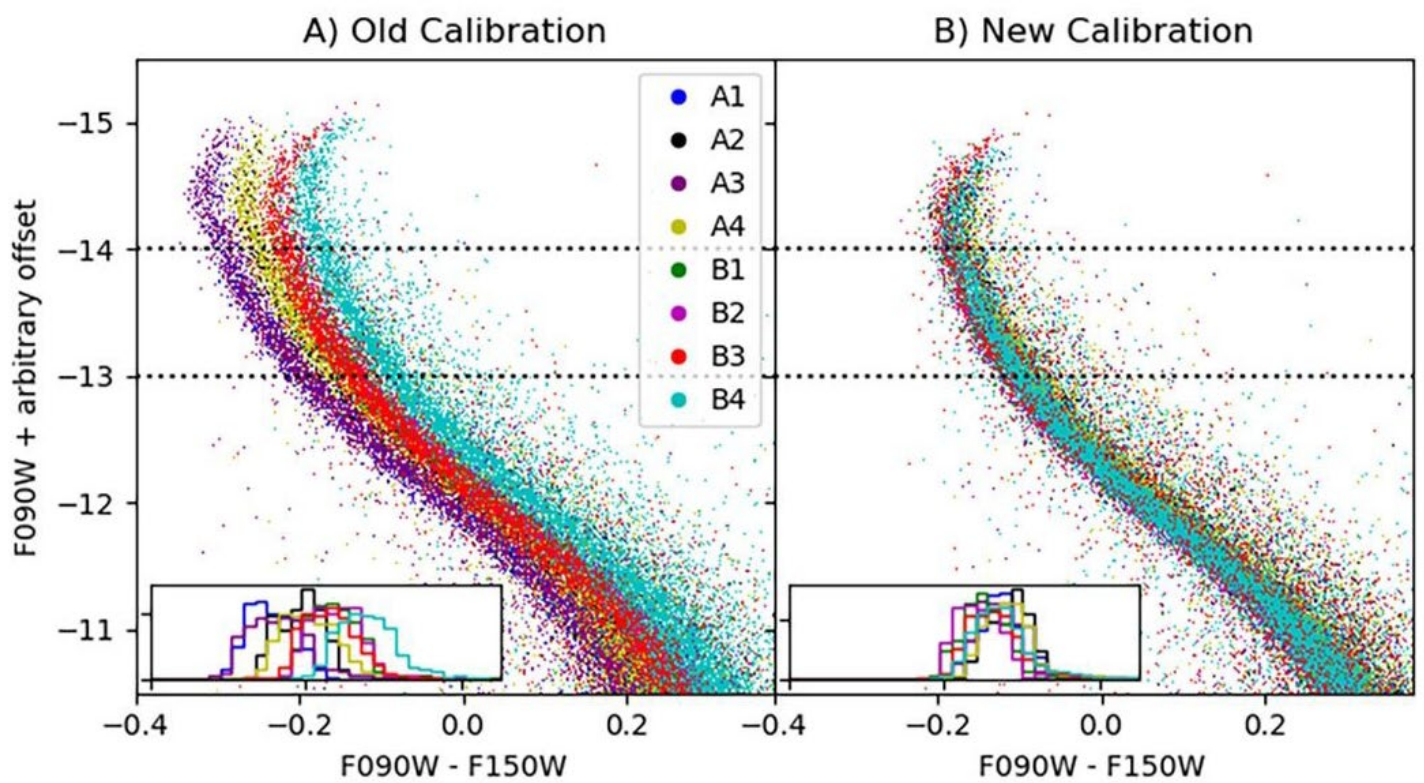 A) Old Calibration
B) New Calibration
F090W + arbitrary offset
−15
−14
−13
−12
−11
A1
A2
A3
A4
B1
B2
B3
B4
−0.4
−0.2
0.0
0.2
−0.4
−0.2
0.0
0.2
F090W - F150W
F090W - F150W